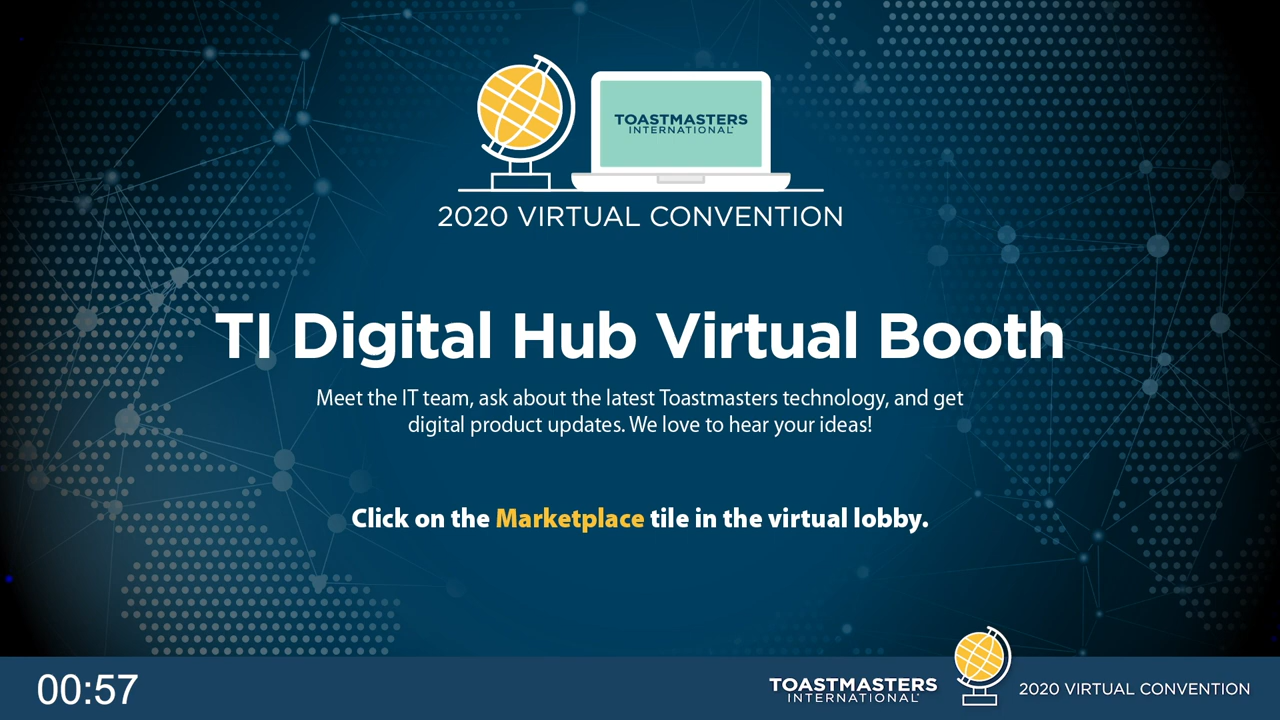 TOASTMASTERS
INTERNATIONAL
2020 VIRTUAL CONVENTION
TI Digital Hub Virtual Booth
Meet the IT team, ask about the latest Toastmasters technology, and get
digital product updates. We love to hear your ideas!
Click on the Marketplace tile in the virtual lobby.
00:57
TOASTMASTERS
INTERNATIONAL
2020 VIRTUAL CONVENTION